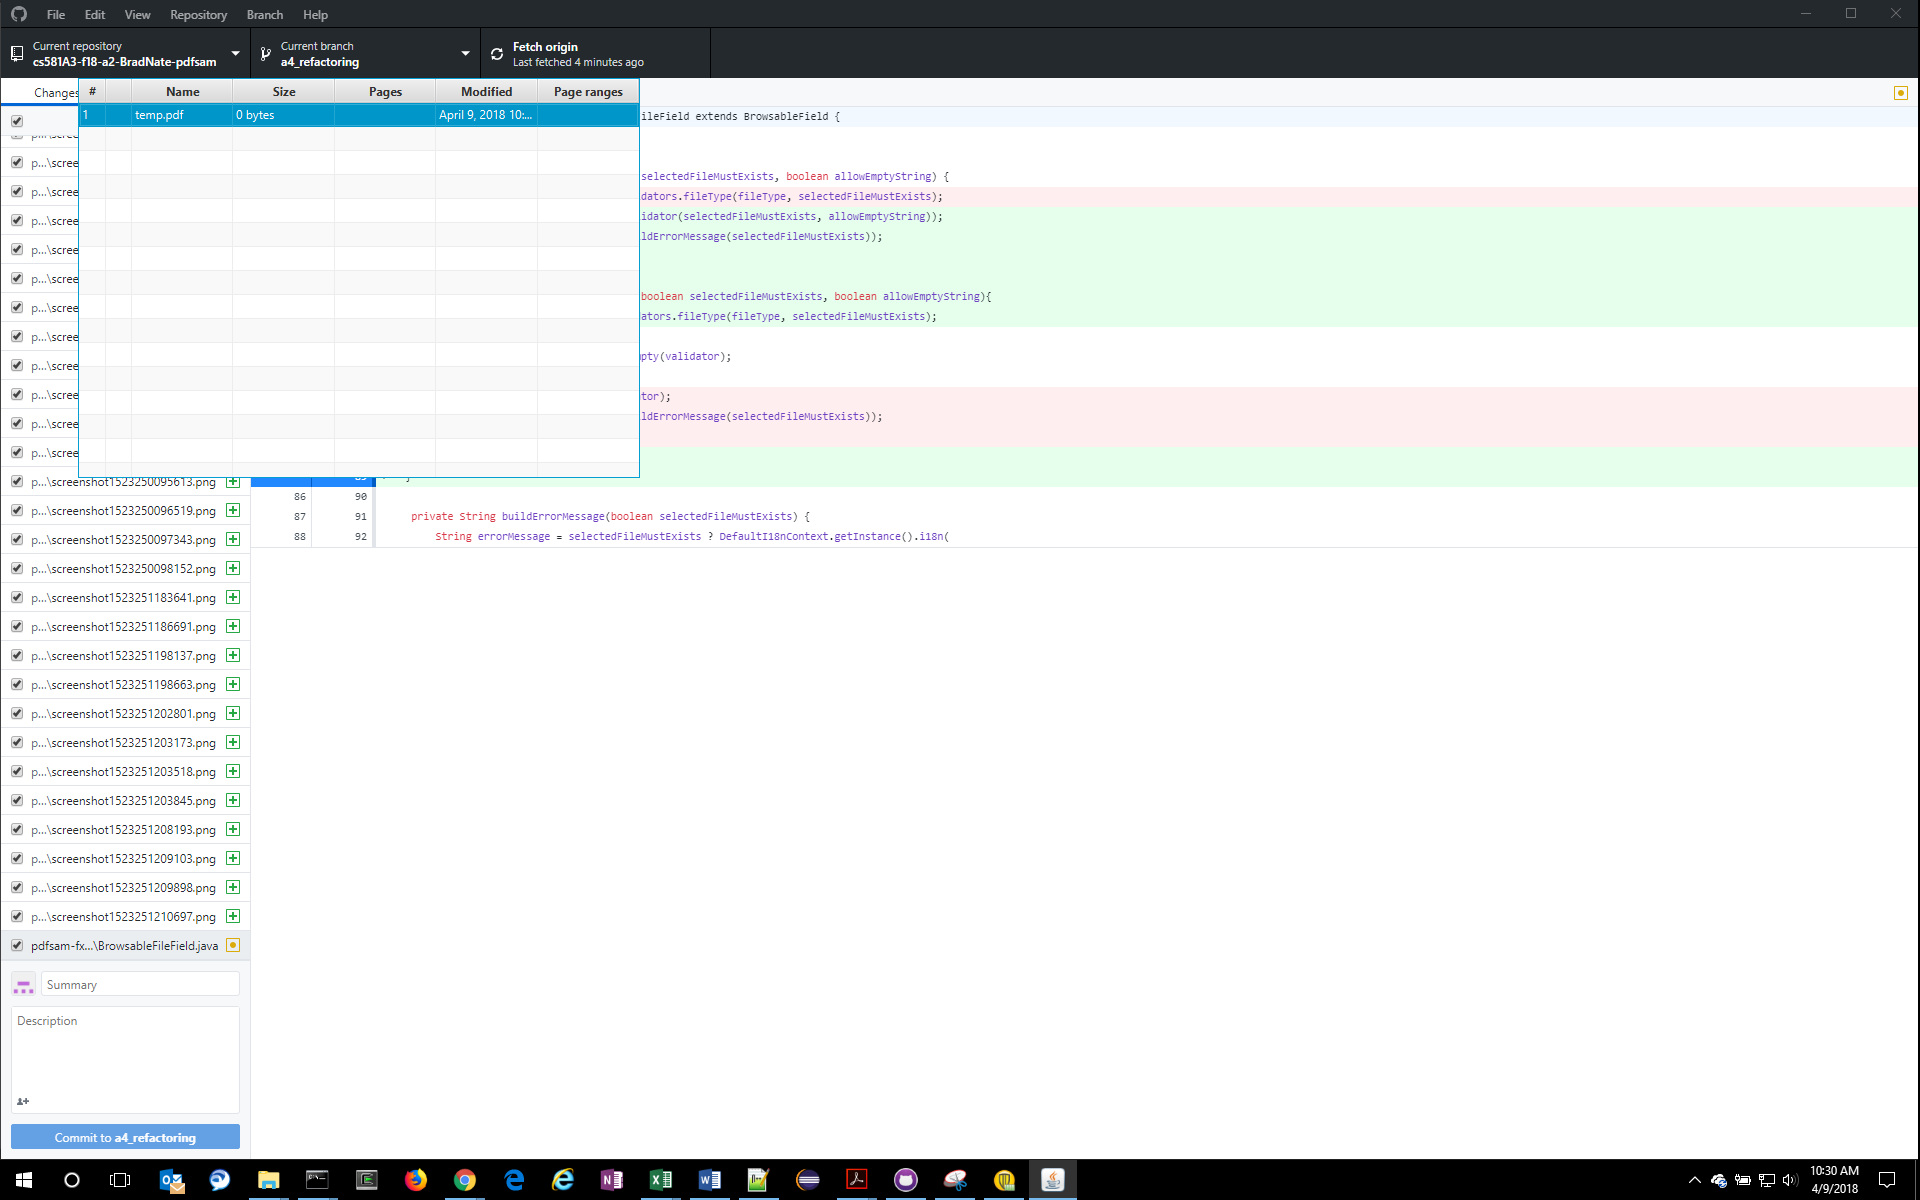 File Edit View Repository Branch Help
Current repository
cs581A3-f18-a2-BradNate-pdfsam
Current branch
a4_refactoring
Fetch origin
Last fetched 4 minutes ago
Changes
# Name Size Pages Modified Page ranges
1 temp.pdf 0 bytes April 9, 2018 10:...
ileField extends BrowsableField {
selectedFileMustExists, boolean allowEmptyString) {
dators.fileType(fileType, selectedFileMustExists);
idator(selectedFileMustExists, allowEmptyString));
ldErrorMessage(selectedFileMustExists));
boolean selectedFileMustExists, boolean allowEmptyString){
ators.fileType(fileType, selectedFileMustExists);
pty(validator);
tor);
ldErrorMessage(selectedFileMustExists));
p...\scree
p...\scree
p...\scree
p...\scree
p...\scree
p...\scree
p...\scree
p...\scree
p...\scree
p...\scree
p...\scree
p...\screenshot1523250095613.png
p...\screenshot1523250096519.png
p...\screenshot1523250097343.png
p...\screenshot1523250098152.png
p...\screenshot1523251183641.png
p...\screenshot1523251186691.png
p...\screenshot1523251198137.png
p...\screenshot1523251198663.png
p...\screenshot1523251202801.png
p...\screenshot1523251203173.png
p...\screenshot1523251203518.png
p...\screenshot1523251203845.png
p...\screenshot1523251208193.png
p...\screenshot1523251209103.png
p...\screenshot1523251209898.png
p...\screenshot1523251210697.png
pdfsam-fx...\BrowsableFileField.java
86 90
87 91 private String buildErrorMessage(boolean selectedFileMustExists) {
88 92 String errorMessage = selectedFileMustExists ? DefaultI18nContext.getInstance().i18n(
Summary
Description
Commit to a4_refactoring
10:30 AM
4/9/2018